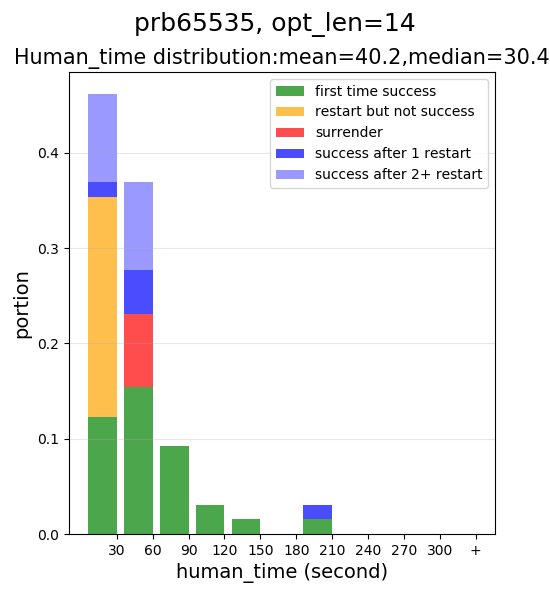 prb65535, opt_len=14
Human_time distribution:mean=40.2,median=30.4
first time success
restart but not success
surrender
success after 1 restart
success after 2+ restart
portion
0.4
0.3
0.2
0.1
0.0
30 60 90 120 150 180 210 240 270 300 +
human_time (second)